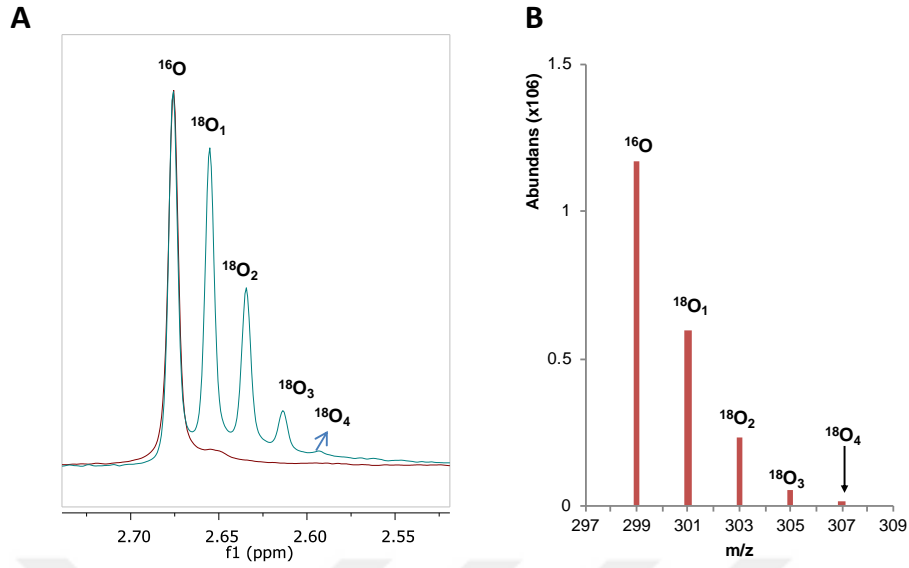 A
¹⁶O
¹⁸O₁
¹⁸O₂
¹⁸O₃
¹⁸O₄
2.70 2.65 2.60 2.55
f1 (ppm)
B
Abundans (x106)
1.5
1
0.5
0
¹⁶O
¹⁸O₁
¹⁸O₂
¹⁸O₃
¹⁸O₄
297 299 301 303 305 307 309
m/z